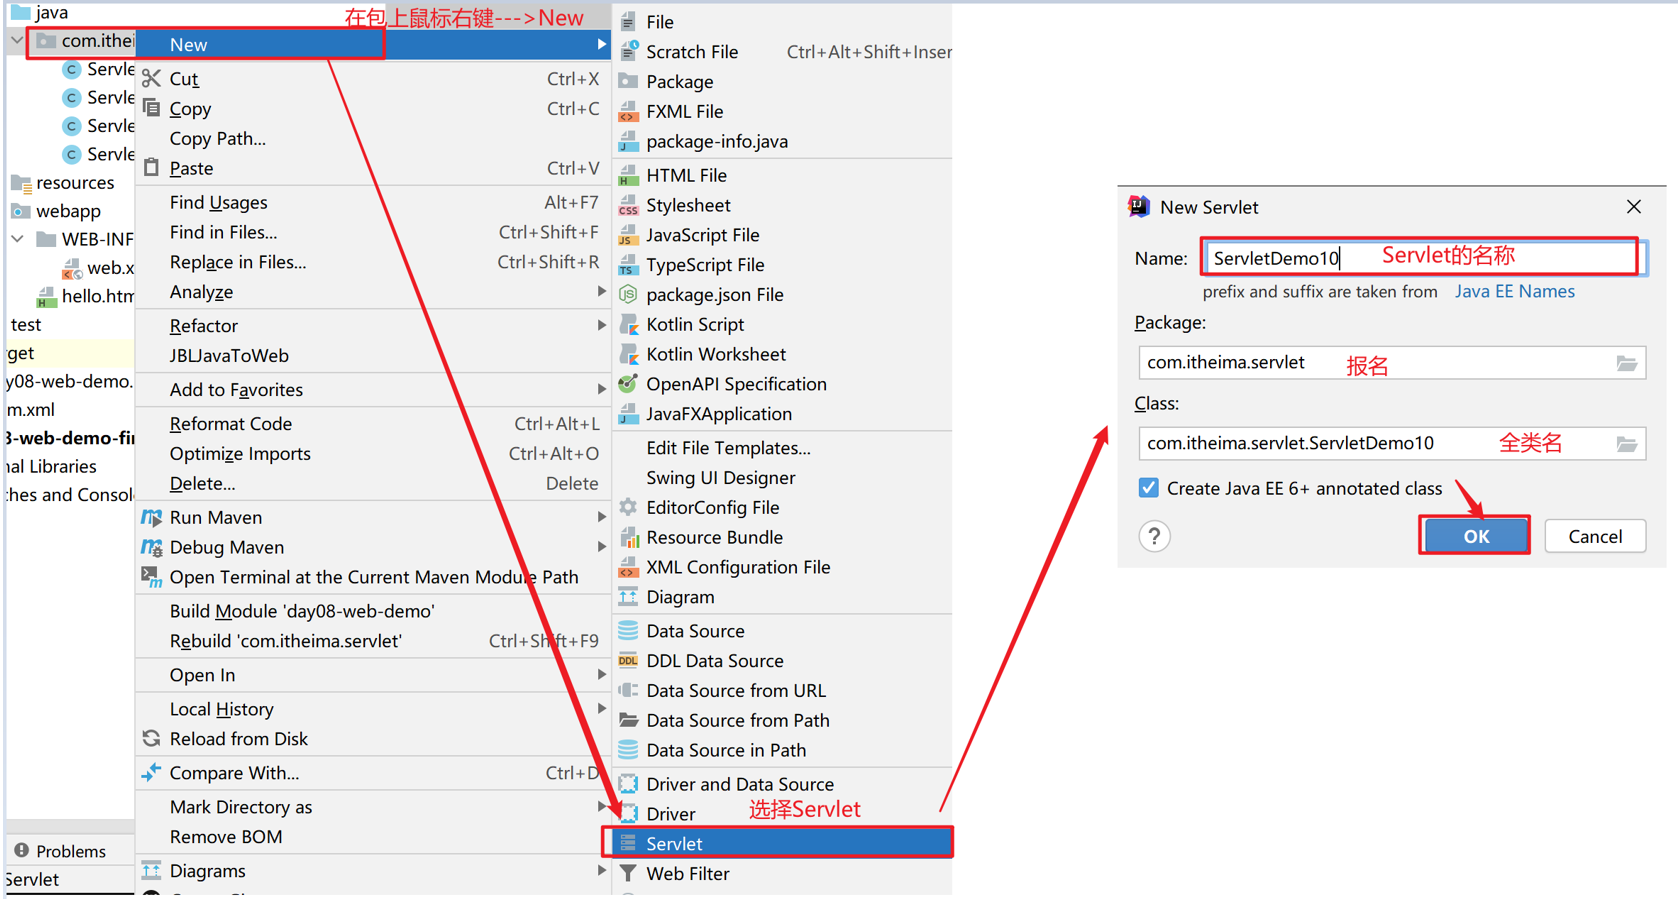 java
在包上鼠标右键--->New
com.ithei
Servle
Servle
Servle
Servle
resources
webapp
WEB-INF
web.x
hello.htm
test
get
y08-web-demo.
m.xml
3-web-demo-fi
nal Libraries
ches and Consol
Problems
Servlet
New
Cut Ctrl+X
Copy Ctrl+C
Copy Path...
Paste Ctrl+V
Find Usages Alt+F7
Find in Files... Ctrl+Shift+F
Replace in Files... Ctrl+Shift+R
Analyze
Refactor
JBLJavaToWeb
Add to Favorites
Reformat Code Ctrl+Alt+L
Optimize Imports Ctrl+Alt+O
Delete... Delete
Run Maven
Debug Maven
Open Terminal at the Current Maven Module Path
Build Module 'day08-web-demo'
Rebuild 'com.itheima.servlet' Ctrl+Shift+F9
Open In
Local History
Reload from Disk
Compare With... Ctrl+D
Mark Directory as
Remove BOM
Diagrams
File
Scratch File Ctrl+Alt+Shift+Inser
Package
FXML File
package-info.java
HTML File
Stylesheet
JavaScript File
TypeScript File
package.json File
Kotlin Script
Kotlin Worksheet
OpenAPI Specification
JavaFXApplication
Edit File Templates...
Swing UI Designer
EditorConfig File
Resource Bundle
XML Configuration File
Diagram
Data Source
DDL Data Source
Data Source from URL
Data Source from Path
Data Source in Path
Driver and Data Source
Driver
选择Servlet
Servlet
Web Filter
New Servlet
Name: ServletDemo10 Servlet的名称
prefix and suffix are taken from Java EE Names
Package:
com.itheima.servlet 报名
Class:
com.itheima.servlet.ServletDemo10 全类名
Create Java EE 6+ annotated class
? OK Cancel